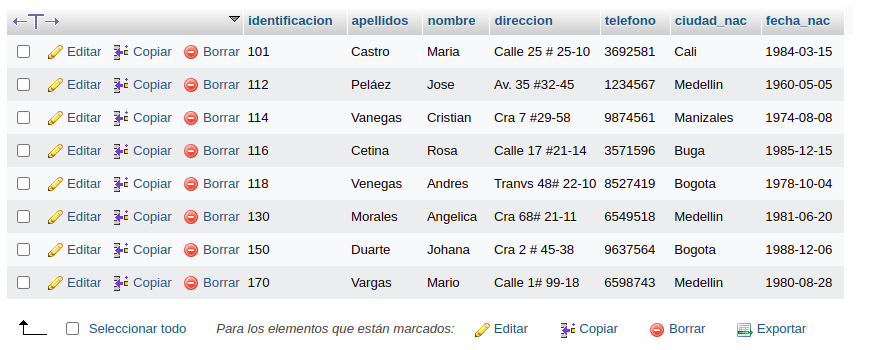 identificacion apellidos nombre direccion telefono ciudad_nac fecha_nac
Editar Copiar Borrar 101 Castro Maria Calle 25 # 25-10 3692581 Cali 1984-03-15
Editar Copiar Borrar 112 Peláez Jose Av. 35 #32-45 1234567 Medellin 1960-05-05
Editar Copiar Borrar 114 Vanegas Cristian Cra 7 #29-58 9874561 Manizales 1974-08-08
Editar Copiar Borrar 116 Cetina Rosa Calle 17 #21-14 3571596 Buga 1985-12-15
Editar Copiar Borrar 118 Venegas Andres Tranvs 48# 22-10 8527419 Bogota 1978-10-04
Editar Copiar Borrar 130 Morales Angelica Cra 68# 21-11 6549518 Medellin 1981-06-20
Editar Copiar Borrar 150 Duarte Johana Cra 2 # 45-38 9637564 Bogota 1988-12-06
Editar Copiar Borrar 170 Vargas Mario Calle 1# 99-18 6598743 Medellin 1980-08-28
Seleccionar todo Para los elementos que están marcados: Editar Copiar Borrar Exportar